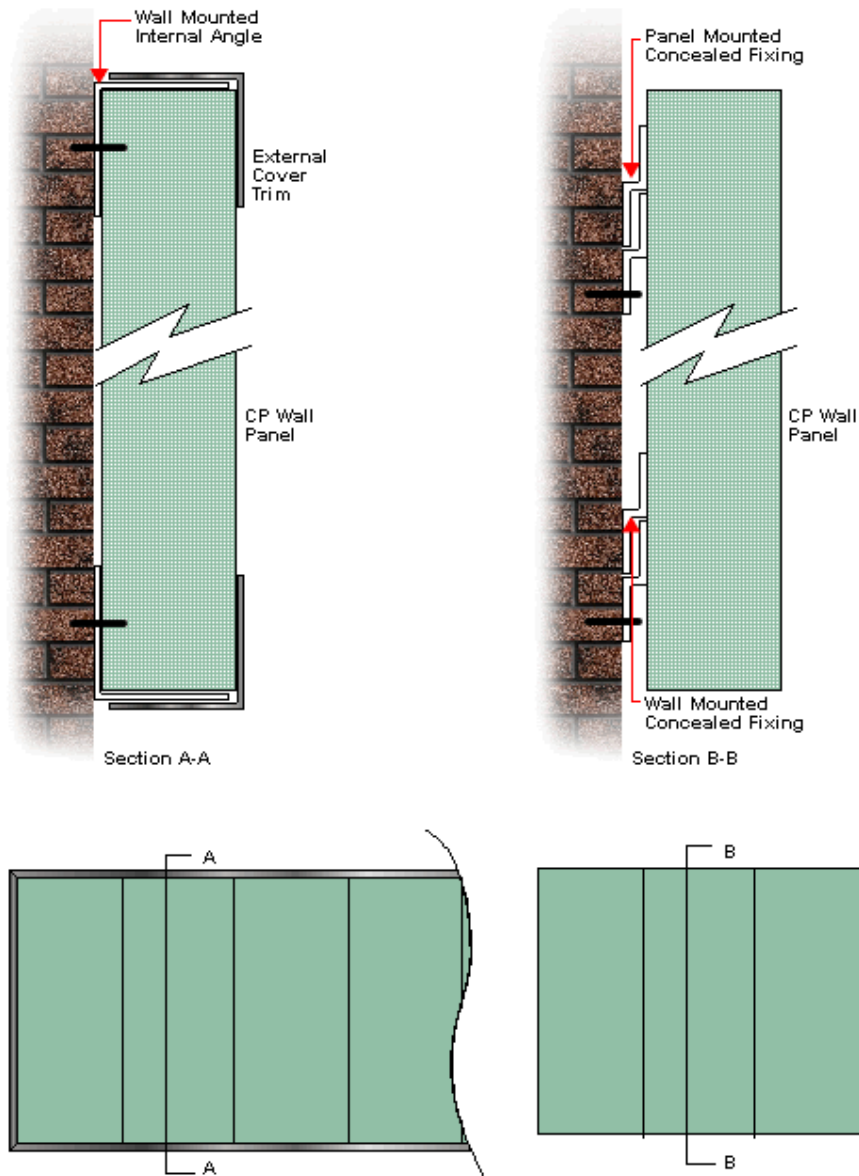 Wall Mounted
Internal Angle
External
Cover
Trim
CP Wall
Panel
Section A-A
Panel Mounted
Concealed Fixing
CP Wall
Panel
Wall Mounted
Concealed Fixing
Section B-B
A
A
B
B